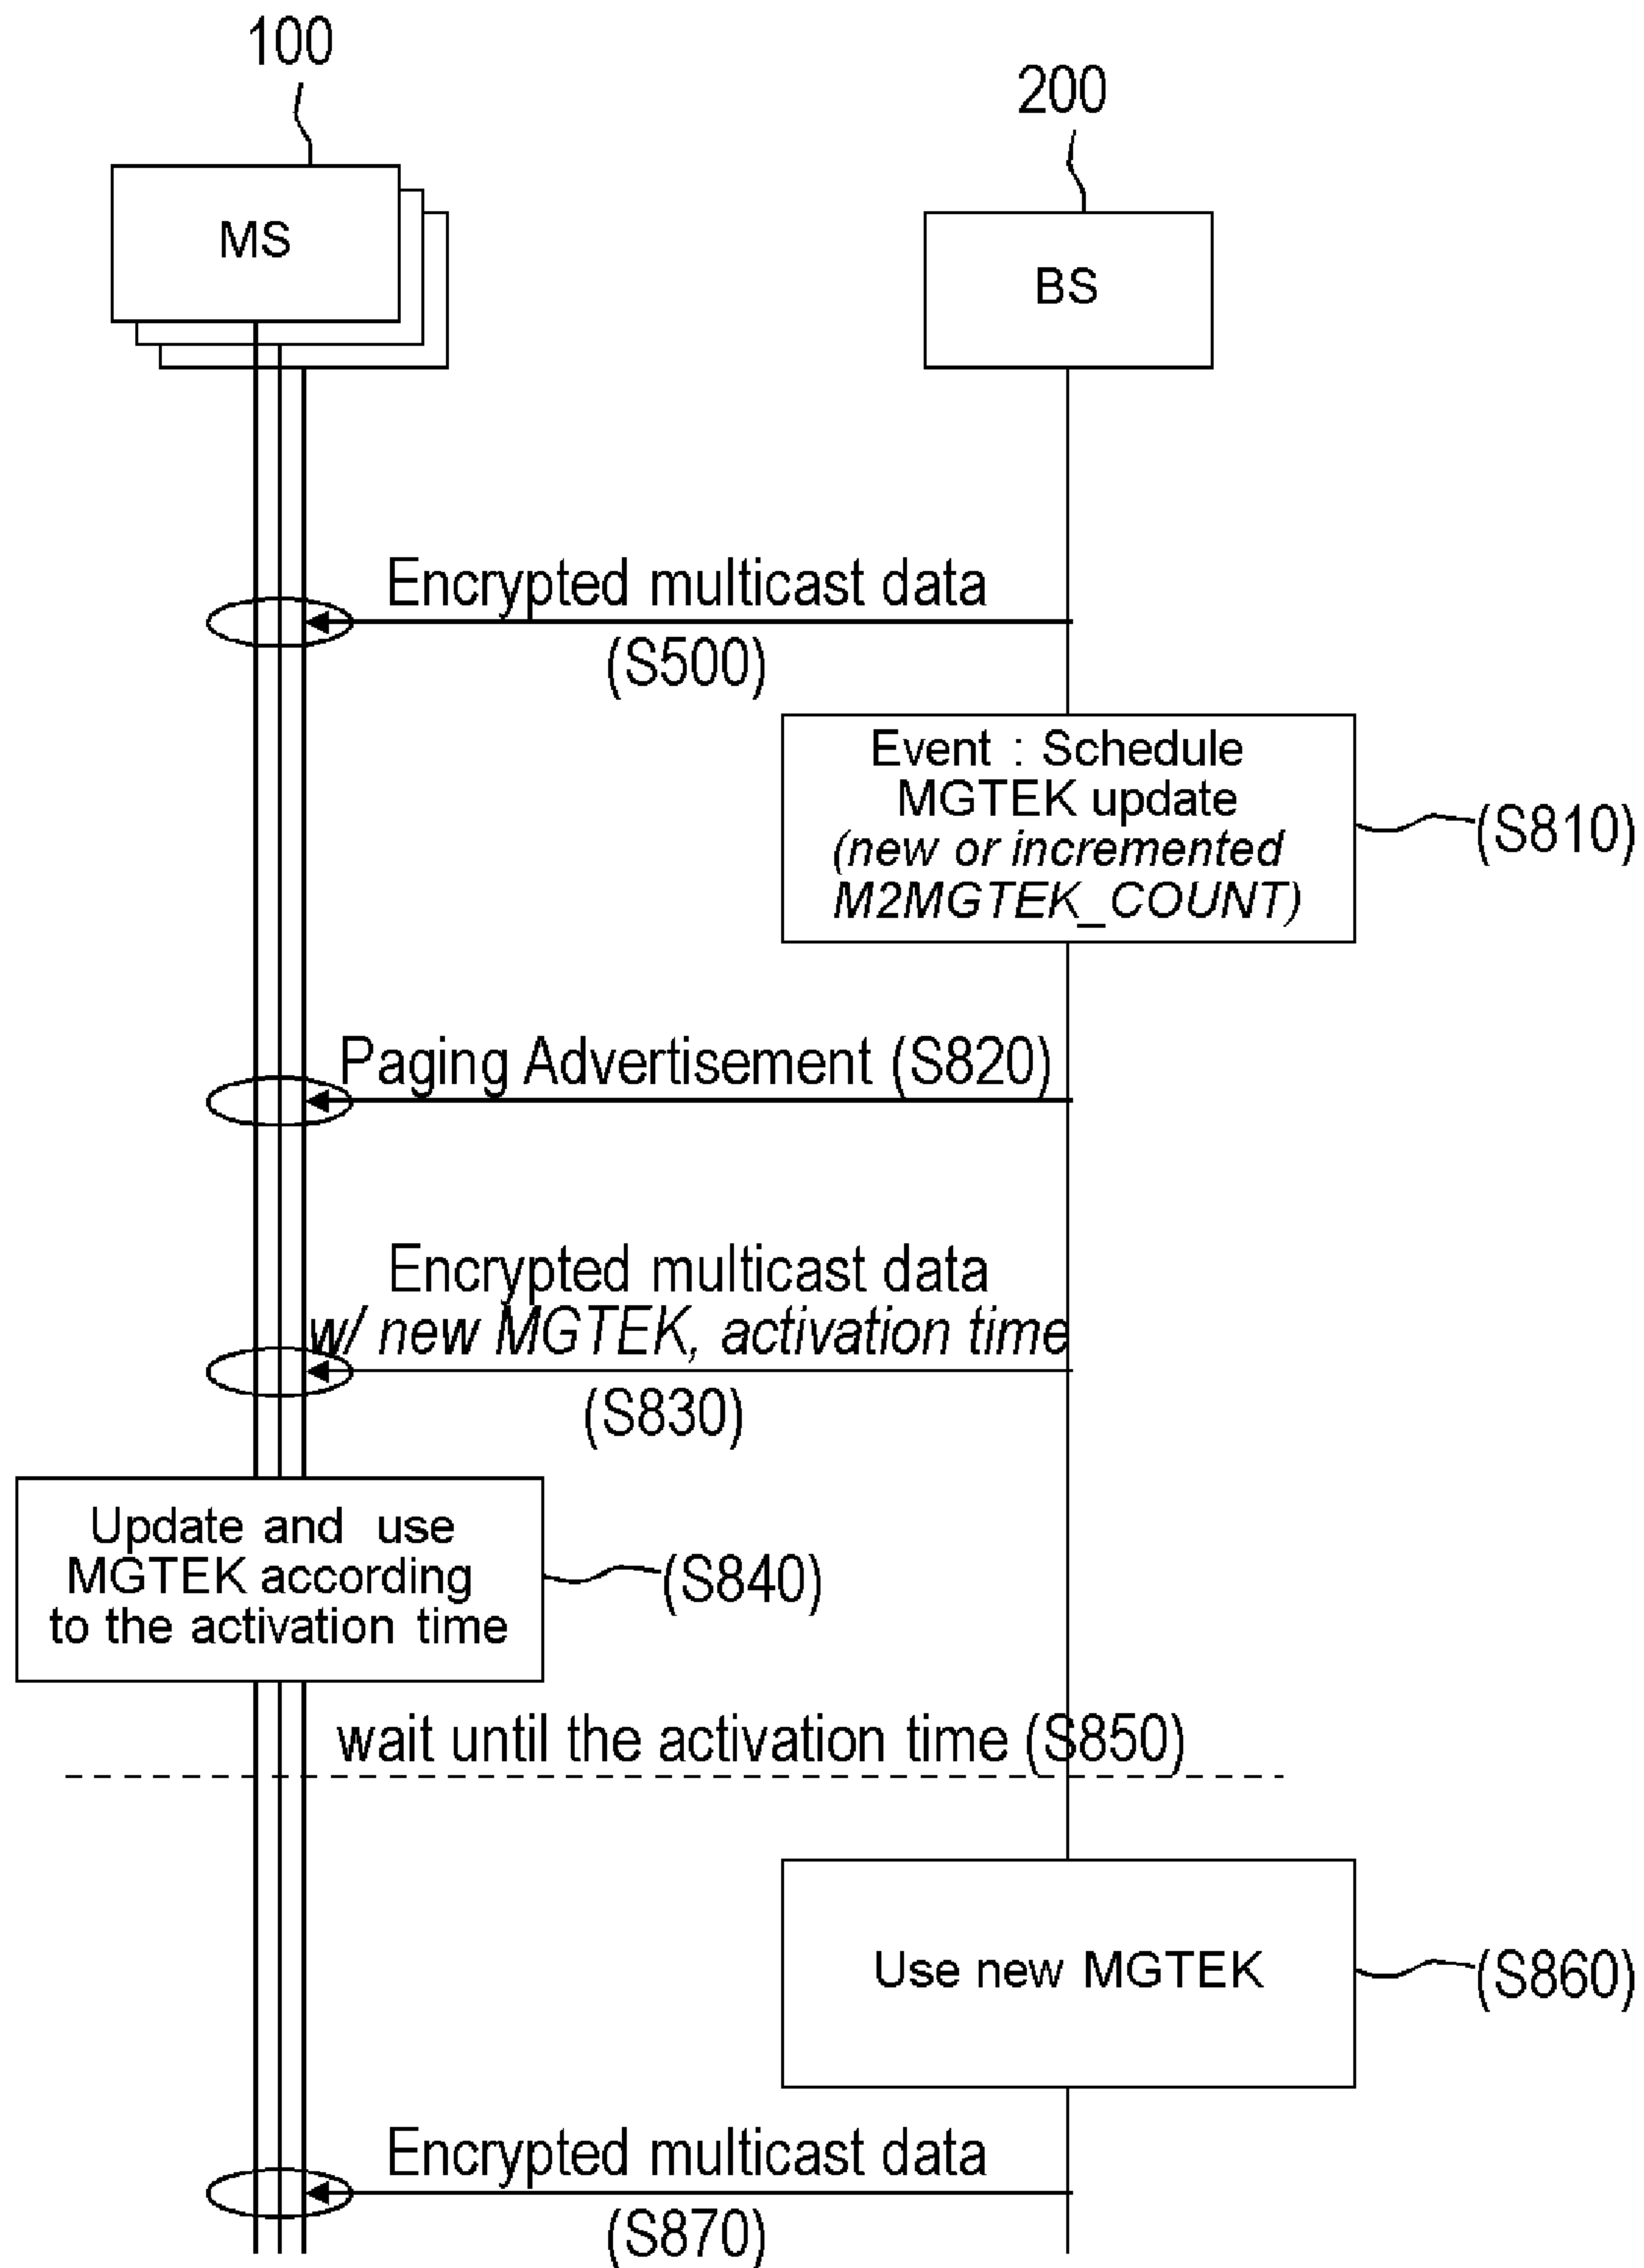 100
200
MS
BS
Encrypted multicast data
(S500)
Event : Schedule
MGTEK update
(new or incremented
M2MGTEK_COUNT)
(S810)
Paging Advertisement (S820)
Encrypted multicast data
w/ new MGTEK, activation time
(S830)
Update and use
MGTEK according
to the activation time
(S840)
wait until the activation time (S850)
Use new MGTEK
(S860)
Encrypted multicast data
(S870)